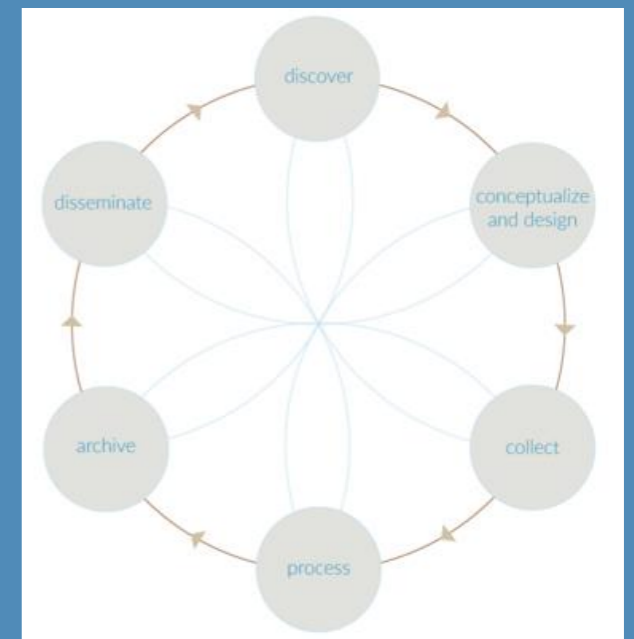 discover
conceptualize
and design
collect
process
archive
disseminate